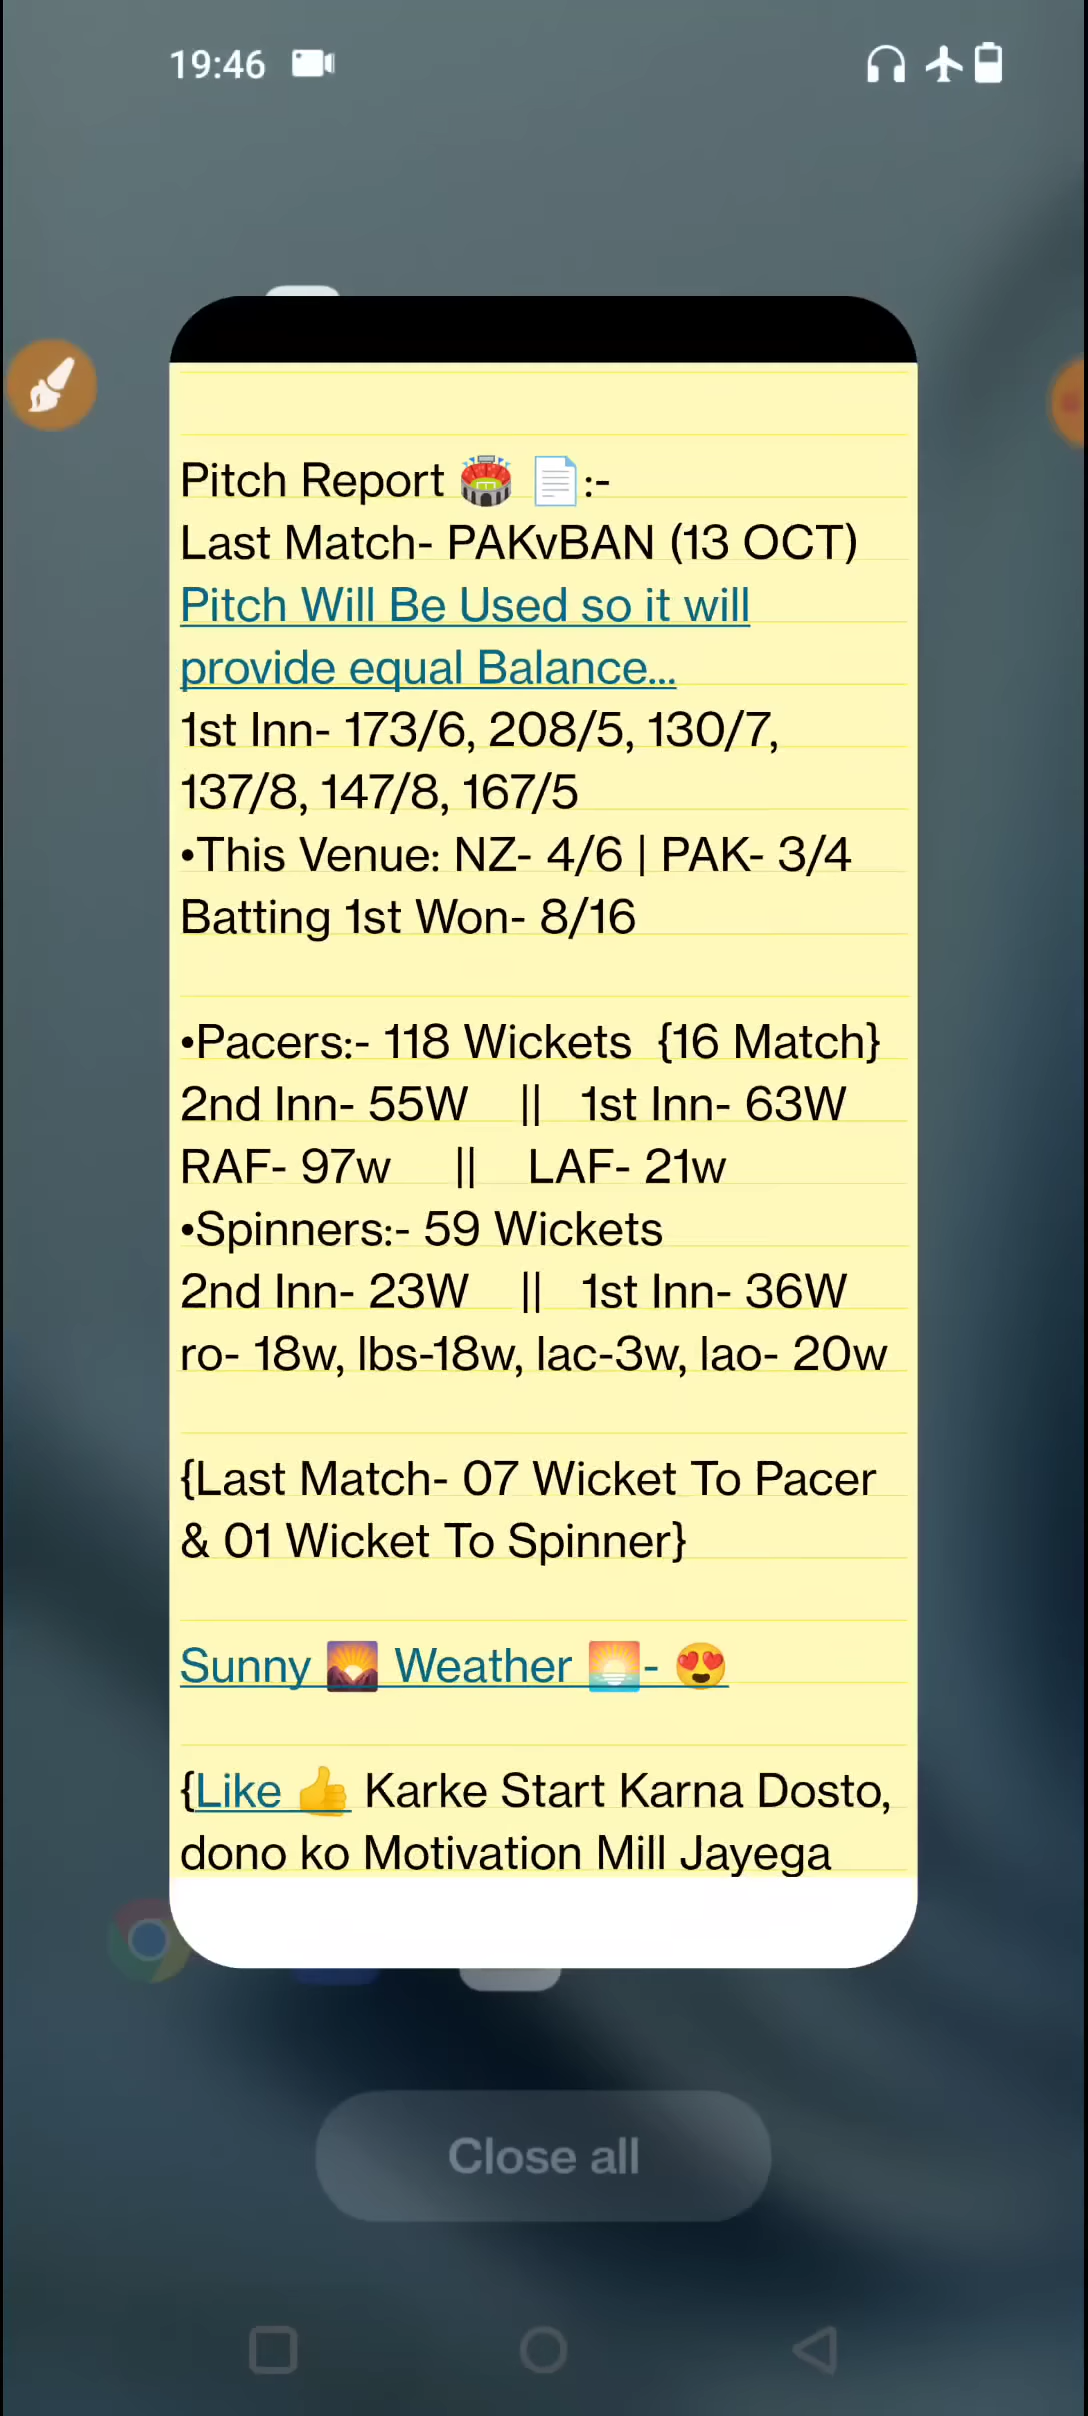 19:46
Pitch Report 🏟️ 📄:-
Last Match- PAKvBAN (13 OCT)
Pitch Will Be Used so it will
provide equal Balance...
1st Inn- 173/6, 208/5, 130/7,
137/8, 147/8, 167/5
•This Venue: NZ- 4/6 | PAK- 3/4
Batting 1st Won- 8/16
•Pacers:- 118 Wickets {16 Match}
2nd Inn- 55W || 1st Inn- 63W
RAF- 97w || LAF- 21w
•Spinners:- 59 Wickets
2nd Inn- 23W || 1st Inn- 36W
ro- 18w, lbs-18w, lac-3w, lao- 20w
{Last Match- 07 Wicket To Pacer
& 01 Wicket To Spinner}
Sunny 🌄 Weather 🌅- 😍
{Like 👍 Karke Start Karna Dosto,
dono ko Motivation Mill Jayega
Close all